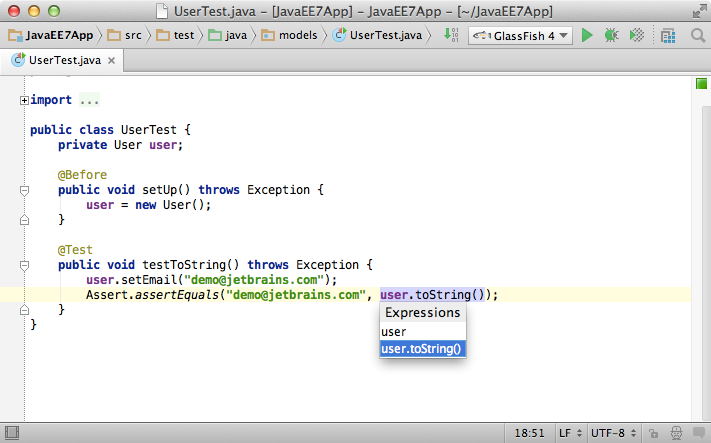 UserTest.java - [JavaEE7App] - JavaEE7App - [~/JavaEE7App]
JavaEE7App src test java models UserTest.java GlassFish 4
UserTest.java
import ...
public class UserTest {
private User user;
@Before
public void setUp() throws Exception {
user = new User();
}
@Test
public void testToString() throws Exception {
user.setEmail("demo@jetbrains.com");
Assert.assertEquals("demo@jetbrains.com", user.toString());
}
}
Expressions
user
user.toString()
18:51 LF UTF-8